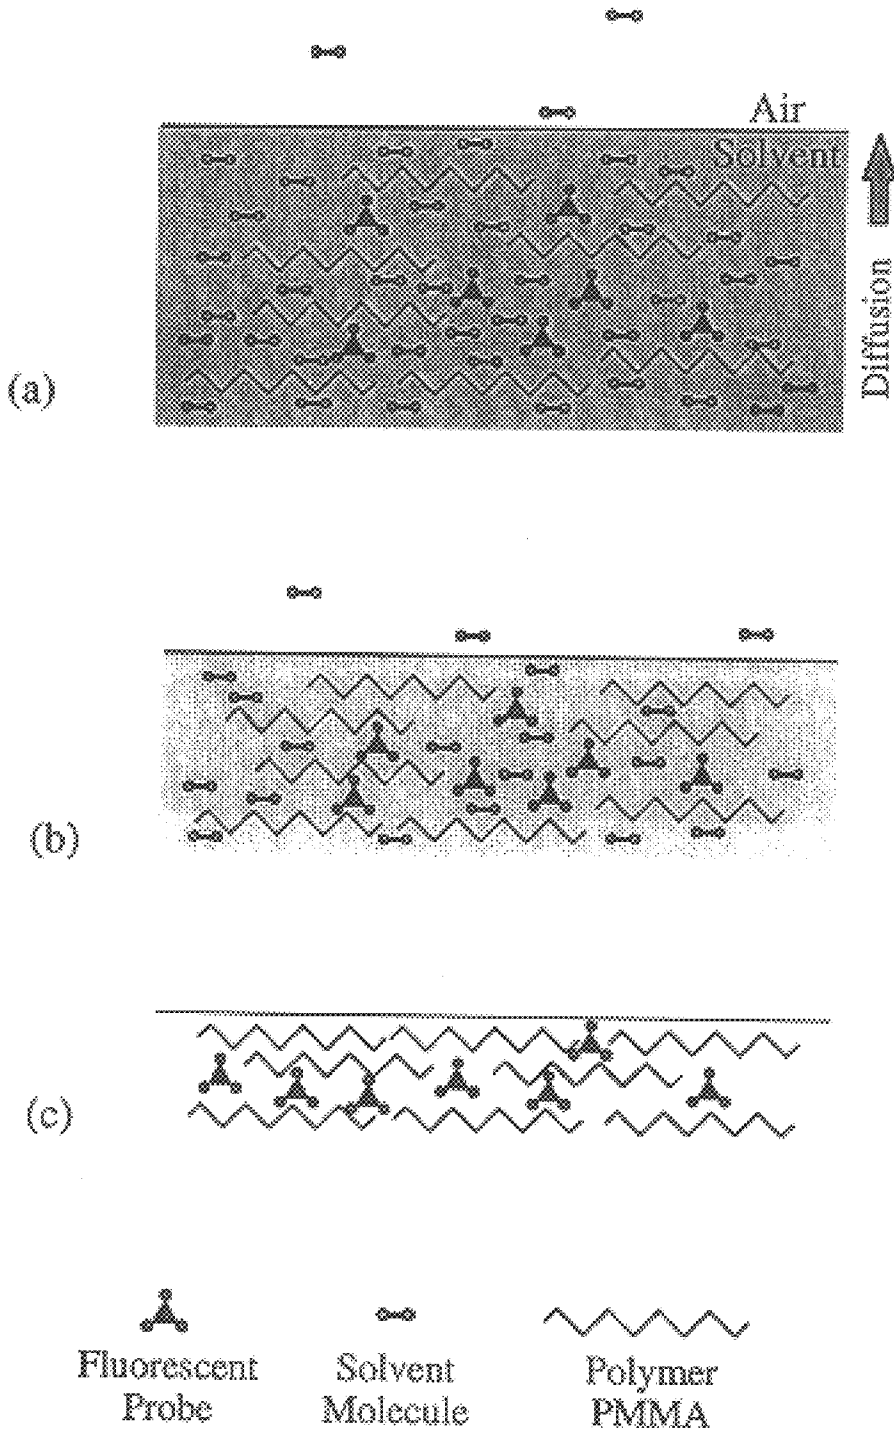 Air
Solvent
Diffusion
(a)
(b)
(c)
Fluorescent
Probe
Solvent
Molecule
Polymer
PMMA